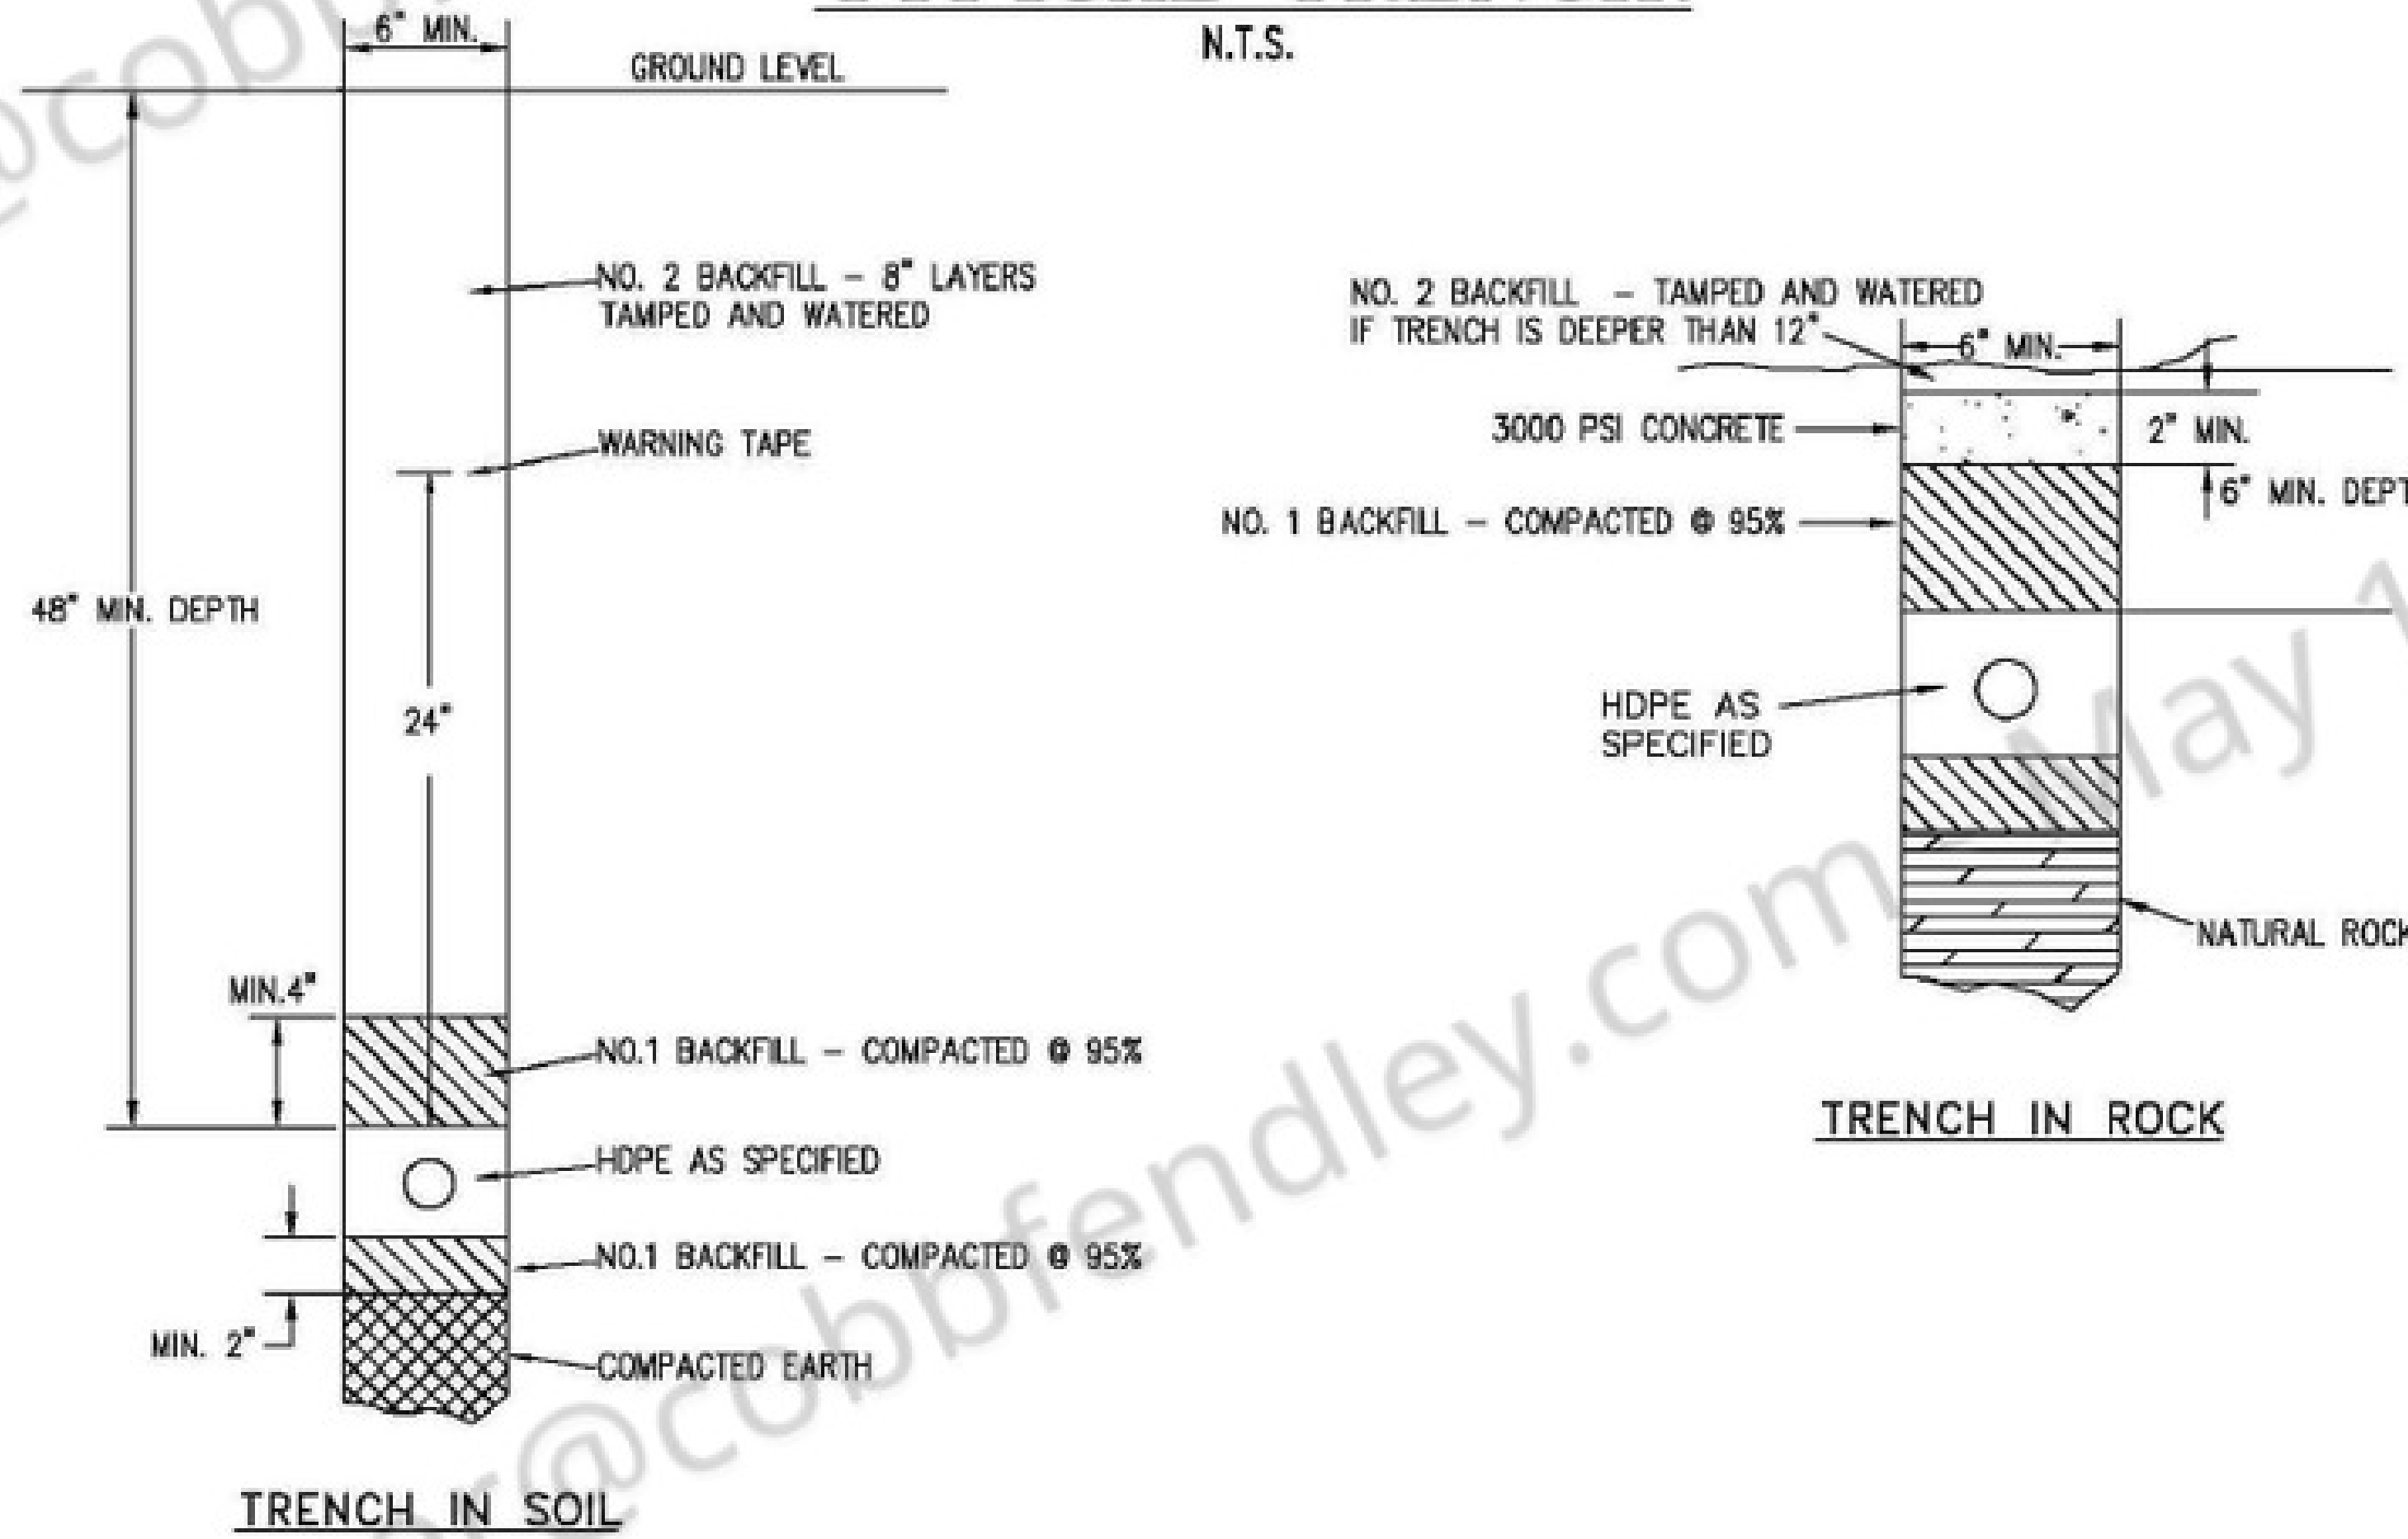 N.T.S.
6" MIN.
GROUND LEVEL
NO. 2 BACKFILL - 8" LAYERS
TAMPED AND WATERED
WARNING TAPE
48" MIN. DEPTH
24"
MIN.4"
NO.1 BACKFILL - COMPACTED @ 95%
HDPE AS SPECIFIED
NO.1 BACKFILL - COMPACTED @ 95%
MIN. 2"
COMPACTED EARTH
TRENCH IN SOIL
NO. 2 BACKFILL - TAMPED AND WATERED
IF TRENCH IS DEEPER THAN 12"
6" MIN.
3000 PSI CONCRETE
2" MIN.
6" MIN. DEPT
NO. 1 BACKFILL - COMPACTED @ 95%
HDPE AS
SPECIFIED
NATURAL ROCK
TRENCH IN ROCK
@cobb
r@cobbfendley.com May 1